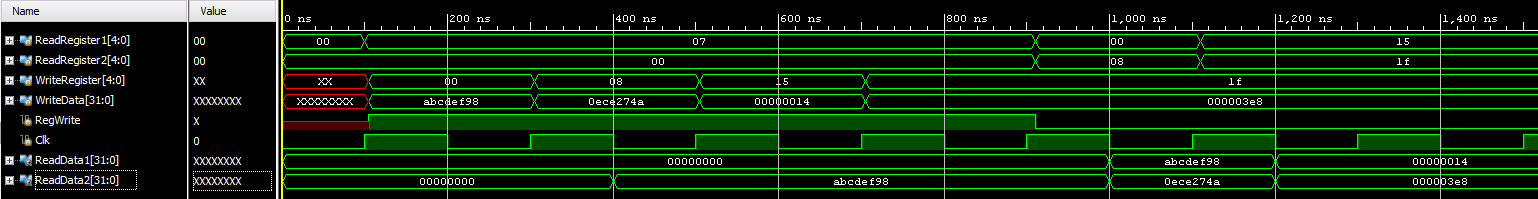 Name Value 0 ns 200 ns 400 ns 600 ns 800 ns 1,000 ns 1,200 ns 1,400 ns
ReadRegister1[4:0] 00 00 07 00 15
ReadRegister2[4:0] 00 00 08 1f
WriteRegister[4:0] XX XX 00 08 15 1f
WriteData[31:0] XXXXXXXX XXXXXXXX abcdef98 0ece274a 00000014 000003e8
RegWrite X
Clk 0
ReadData1[31:0] XXXXXXXX 00000000 abcdef98 00000014
ReadData2[31:0] XXXXXXXX 00000000 abcdef98 0ece274a 000003e8